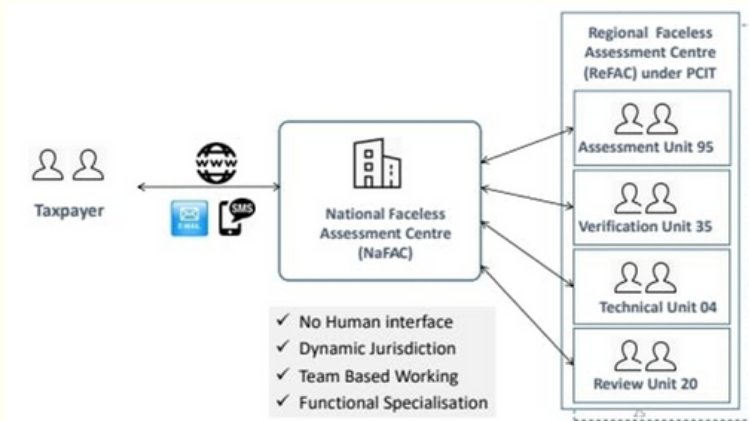 Regional Faceless
Assessment Centre
(ReFAC) under PCIT
Assessment Unit 95
WWW
SMS
E-MAIL
Taxpayer
National Faceless
Assessment Centre
(NaFAC)
Verification Unit 35
Technical Unit 04
Review Unit 20
✓ No Human interface
✓ Dynamic Jurisdiction
✓ Team Based Working
✓ Functional Specialisation